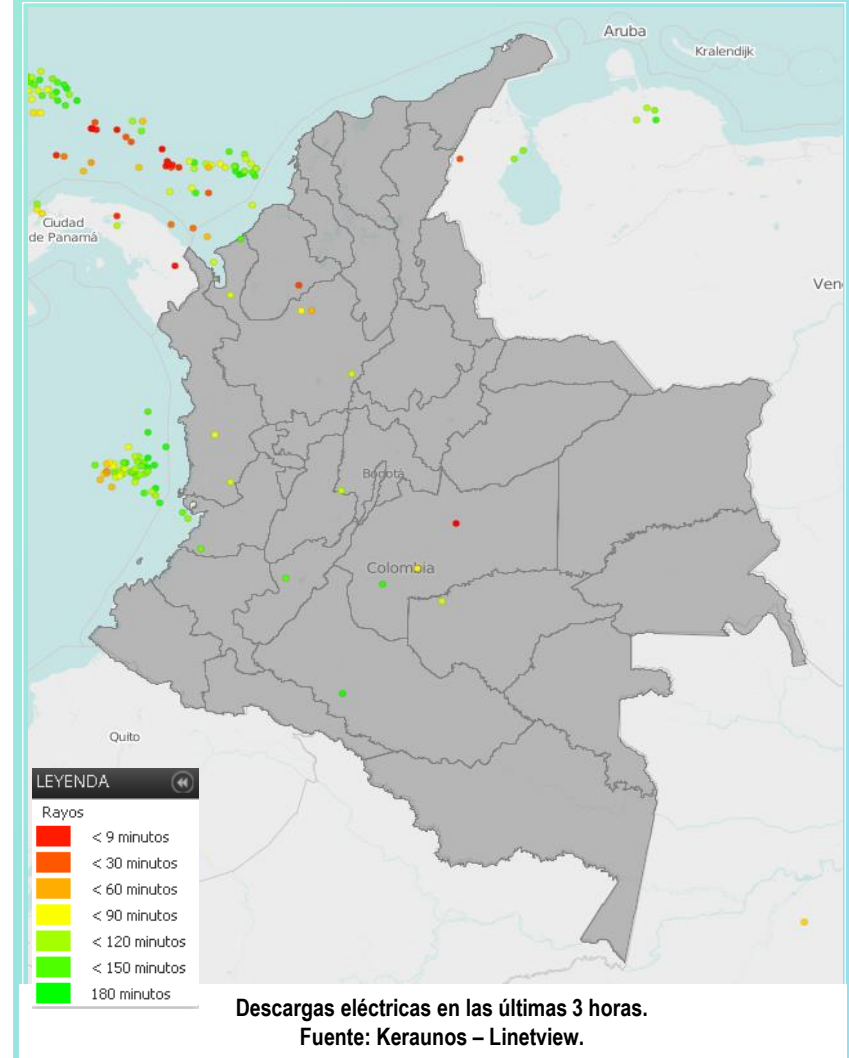 Aruba
Kralendijk
Ciudad
de Panamá
Ven
Bogotá
Colombia
Quito
LEYENDA
Rayos
< 9 minutos
< 30 minutos
< 60 minutos
< 90 minutos
< 120 minutos
< 150 minutos
180 minutos
Descargas eléctricas en las últimas 3 horas.
Fuente: Keraunos – Linetview.